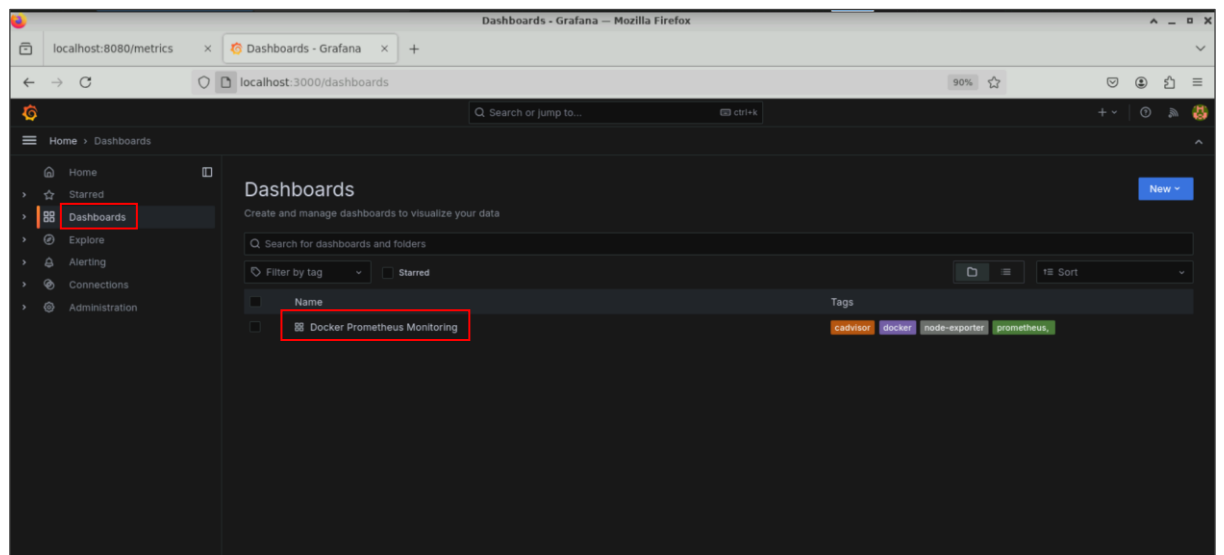 Dashboards - Grafana — Mozilla Firefox
localhost:8080/metrics
Dashboards - Grafana
localhost:3000/dashboards
90%
Search or jump to...
ctrl+k
Home › Dashboards
Home
Starred
Dashboards
Explore
Alerting
Connections
Administration
Dashboards
New
Create and manage dashboards to visualize your data
Search for dashboards and folders
Filter by tag
Starred
Sort
Name Tags
Docker Prometheus Monitoring cadvisor docker node-exporter prometheus,